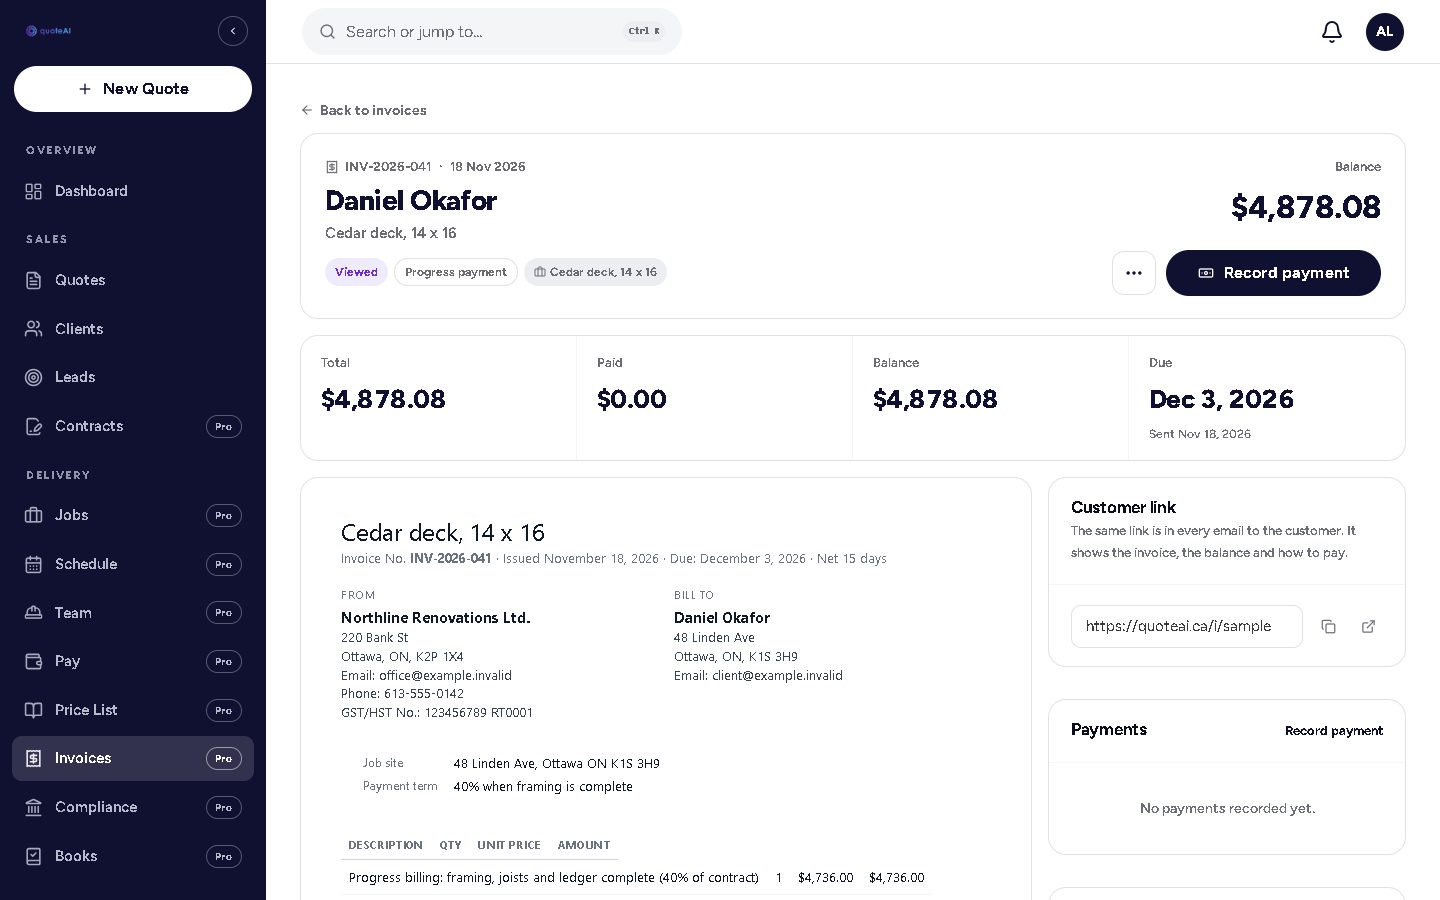 quoteAI
New Quote
OVERVIEW
Dashboard
SALES
Quotes
Clients
Leads
Contracts Pro
DELIVERY
Jobs Pro
Schedule Pro
Team Pro
Pay Pro
Price List Pro
Invoices Pro
Compliance Pro
Books Pro
Search or jump to... Ctrl K
AL
Back to invoices
INV-2026-041 · 18 Nov 2026
Daniel Okafor
Cedar deck, 14 x 16
Viewed Progress payment Cedar deck, 14 x 16
Balance
$4,878.08
Record payment
Total
$4,878.08
Paid
$0.00
Balance
$4,878.08
Due
Dec 3, 2026
Sent Nov 18, 2026
Cedar deck, 14 x 16
Invoice No. INV-2026-041 · Issued November 18, 2026 · Due: December 3, 2026 · Net 15 days
FROM
Northline Renovations Ltd.
220 Bank St
Ottawa, ON, K2P 1X4
Email: office@example.invalid
Phone: 613-555-0142
GST/HST No.: 123456789 RT0001
BILL TO
Daniel Okafor
48 Linden Ave
Ottawa, ON, K1S 3H9
Email: client@example.invalid
Job site 48 Linden Ave, Ottawa ON K1S 3H9
Payment term 40% when framing is complete
DESCRIPTION QTY UNIT PRICE AMOUNT
Progress billing: framing, joists and ledger complete (40% of contract) 1 $4,736.00 $4,736.00
Customer link
The same link is in every email to the customer. It
shows the invoice, the balance and how to pay.
https://quoteai.ca/i/sample
Payments Record payment
No payments recorded yet.